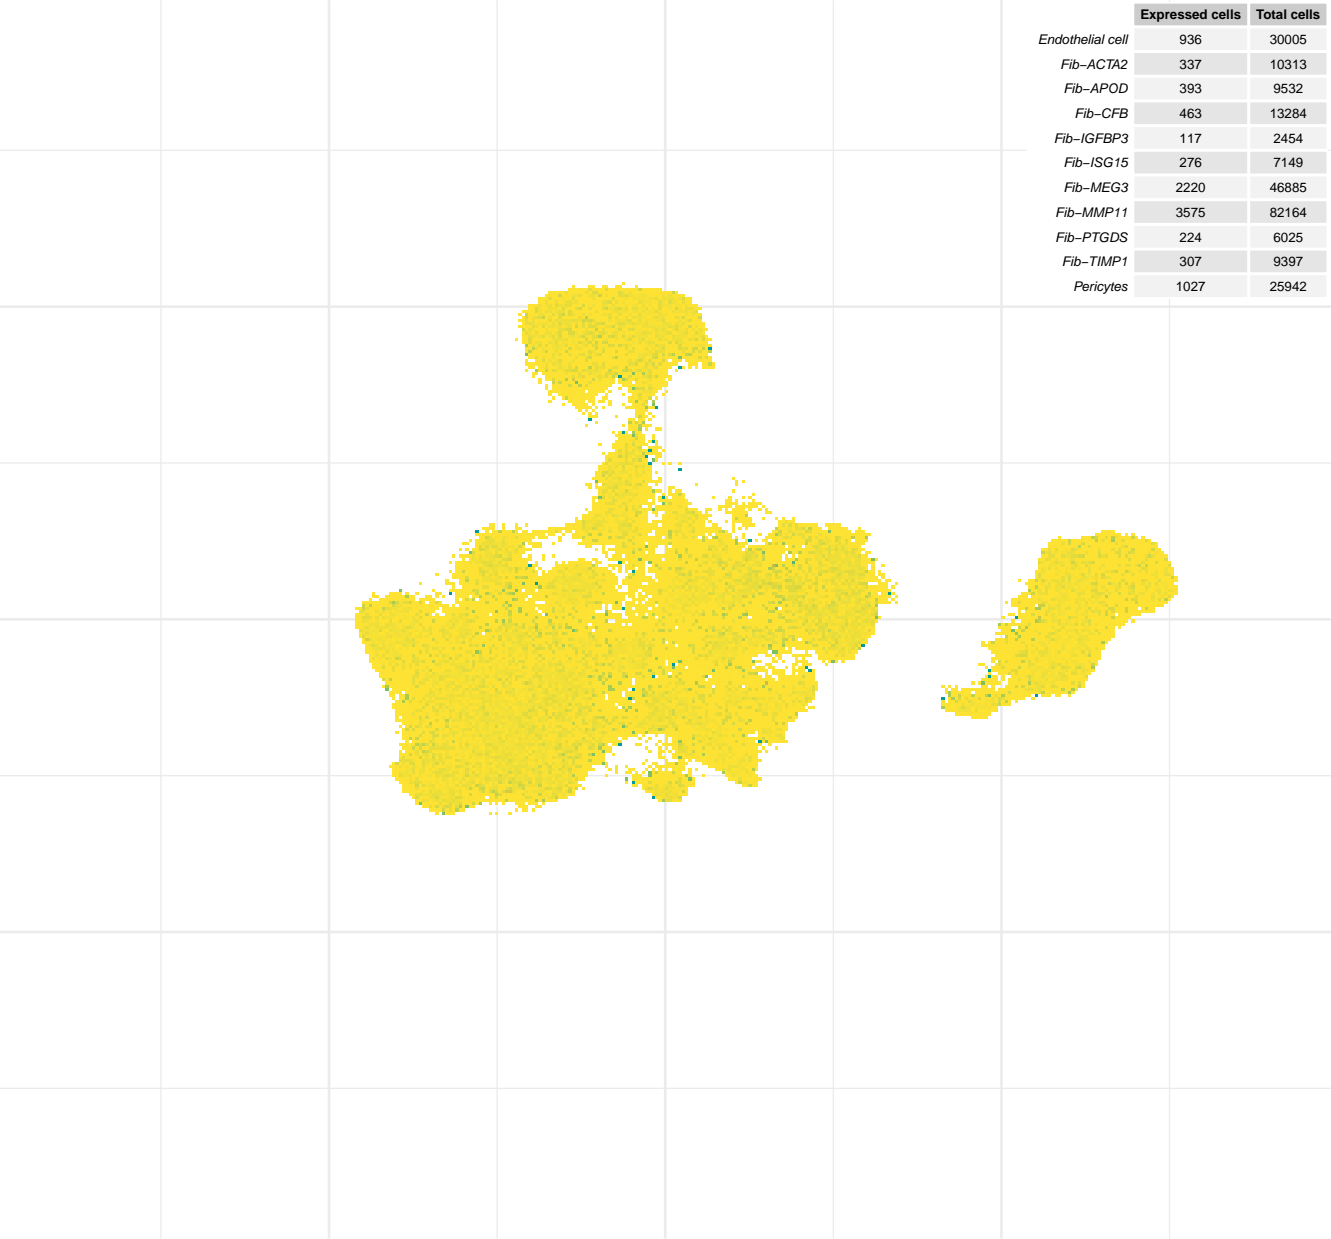 Expressed cells Total cells
Endothelial cell 936 30005
Fib−ACTA2 337 10313
Fib−APOD 393 9532
Fib−CFB 463 13284
Fib−IGFBP3 117 2454
Fib−ISG15 276 7149
Fib−MEG3 2220 46885
Fib−MMP11 3575 82164
Fib−PTGDS 224 6025
Fib−TIMP1 307 9397
Pericytes 1027 25942